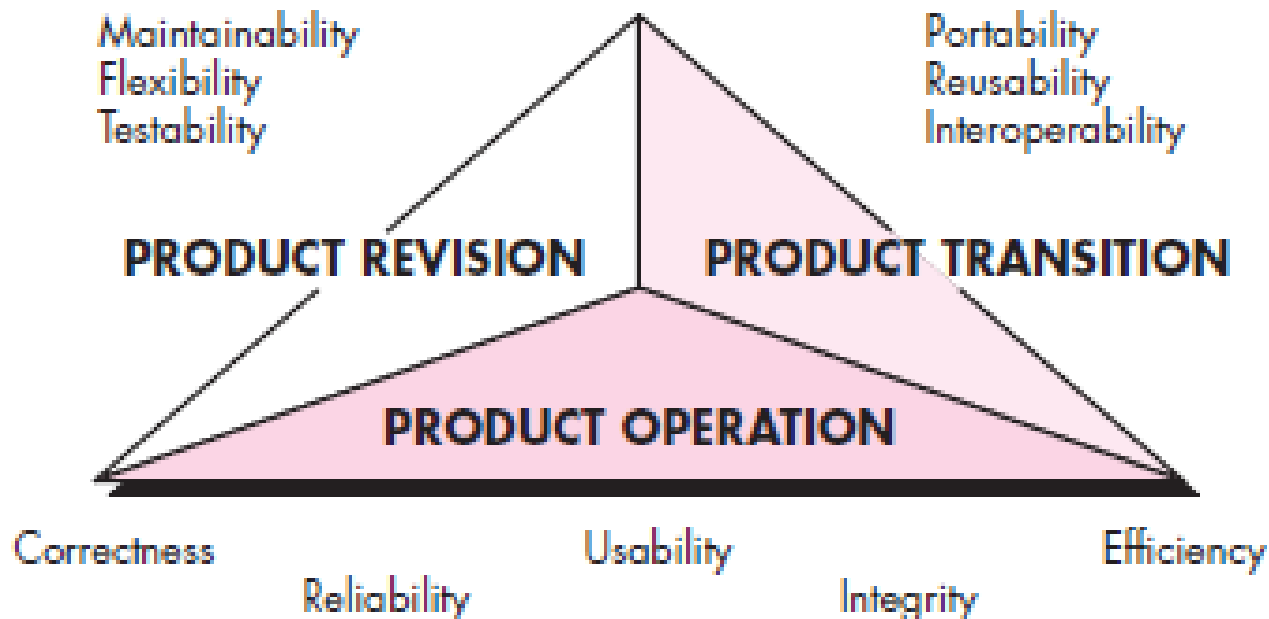 Maintainability
Flexibility
Testability
Portability
Reusability
Interoperability
PRODUCT REVISION
PRODUCT TRANSITION
PRODUCT OPERATION
Correctness
Usability
Efficiency
Reliability
Integrity